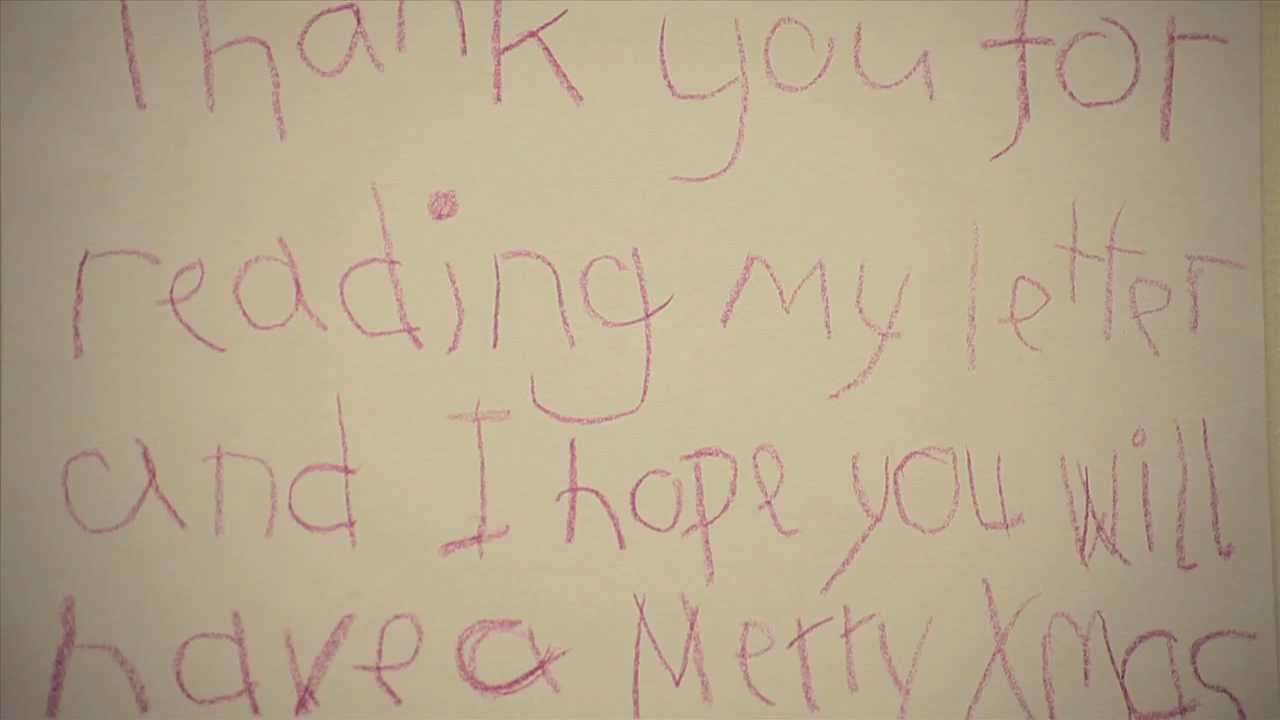 Thank you for
reading my letter
and I hope you will
have a Merry Xmas